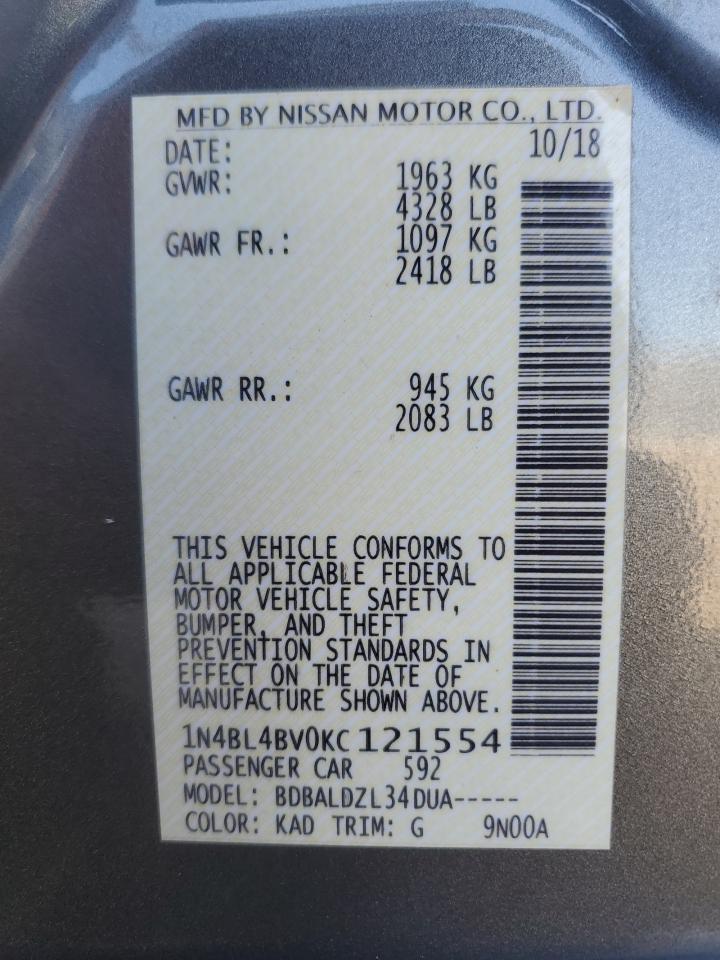 MFD BY NISSAN MOTOR CO., LTD.
DATE: 10/18
GVWR: 1963 KG
4328 LB
GAWR FR.: 1097 KG
2418 LB
GAWR RR.: 945 KG
2083 LB
THIS VEHICLE CONFORMS TO
ALL APPLICABLE FEDERAL
MOTOR VEHICLE SAFETY,
BUMPER, AND THEFT
PREVENTION STANDARDS IN
EFFECT ON THE DATE OF
MANUFACTURE SHOWN ABOVE.
1N4BL4BV0KC121554
PASSENGER CAR 592
MODEL: BDBALDZL34DUA-----
COLOR: KAD TRIM: G 9N00A